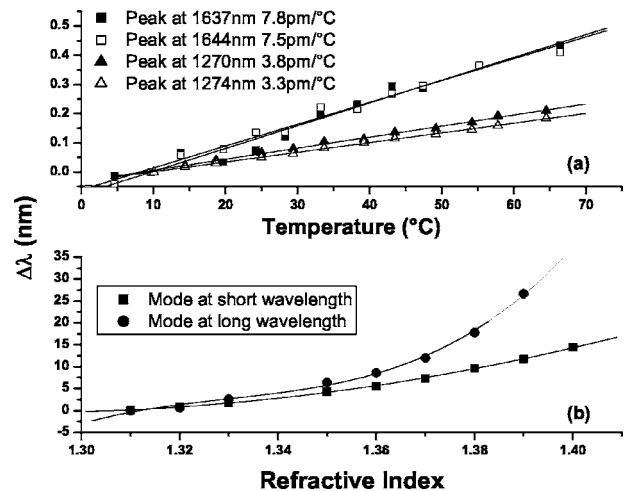 Peak at 1637nm 7.8pm/°C
Peak at 1644nm 7.5pm/°C
Peak at 1270nm 3.8pm/°C
Peak at 1274nm 3.3pm/°C
0.5
0.4
0.3
0.2
0.1
0.0
(a)
0 10 20 30 40 50 60 70
Temperature (°C)
Δλ (nm)
35
30
25
20
15
10
5
0
-5
Mode at short wavelength
Mode at long wavelength
(b)
1.30 1.32 1.34 1.36 1.38 1.40
Refractive Index